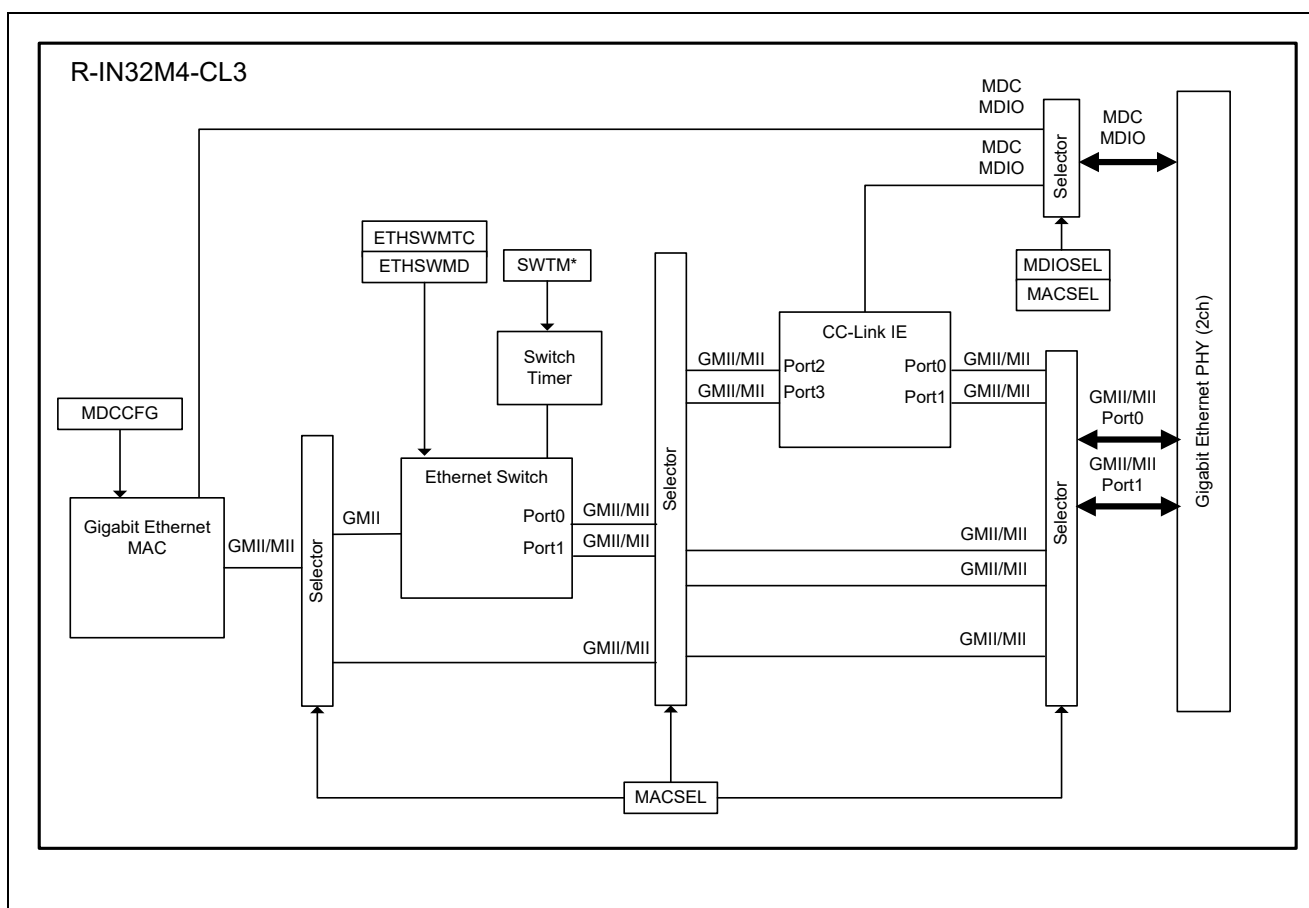 R-IN32M4-CL3
MDC
MDIO
MDC
MDIO
Selector
MDC
MDIO
MDIOSEL
MACSEL
Gigabit Ethernet PHY (2ch)
ETHSWMTC
ETHSWMD
SWTM*
Switch
Timer
MDCCFG
Gigabit Ethernet
MAC
GMII/MII
Selector
GMII
Ethernet Switch
Port0
Port1
GMII/MII
GMII/MII
GMII/MII
Selector
GMII/MII
GMII/MII
CC-Link IE
Port2
Port3
Port0
Port1
GMII/MII
GMII/MII
GMII/MII
GMII/MII
GMII/MII
Selector
GMII/MII
Port0
GMII/MII
Port1
MACSEL